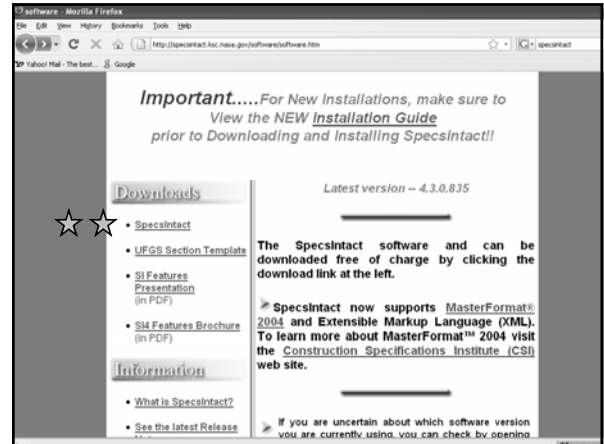 software - Mozilla Firefox
File Edit View History Bookmarks Tools Help
http://specsintact.ksc.nasa.gov/software/software.htm
specsintact
Yahoo! Mail - The best... Google
Important.....For New Installations, make sure to
View the NEW Installation Guide
prior to Downloading and Installing SpecsIntact!!
Downloads
• SpecsIntact
• UFGS Section Template
• SI Features
Presentation
(in PDF)
• SI4 Features Brochure
(in PDF)
Information
• What is SpecsIntact?
• See the latest Release
Latest version -- 4.3.0.835
The SpecsIntact software and can be
downloaded free of charge by clicking the
download link at the left.
SpecsIntact now supports MasterFormat®
2004 and Extensible Markup Language (XML).
To learn more about MasterFormat™ 2004 visit
the Construction Specifications Institute (CSI)
web site.
If you are uncertain about which software version
you are currently using, you can check by opening